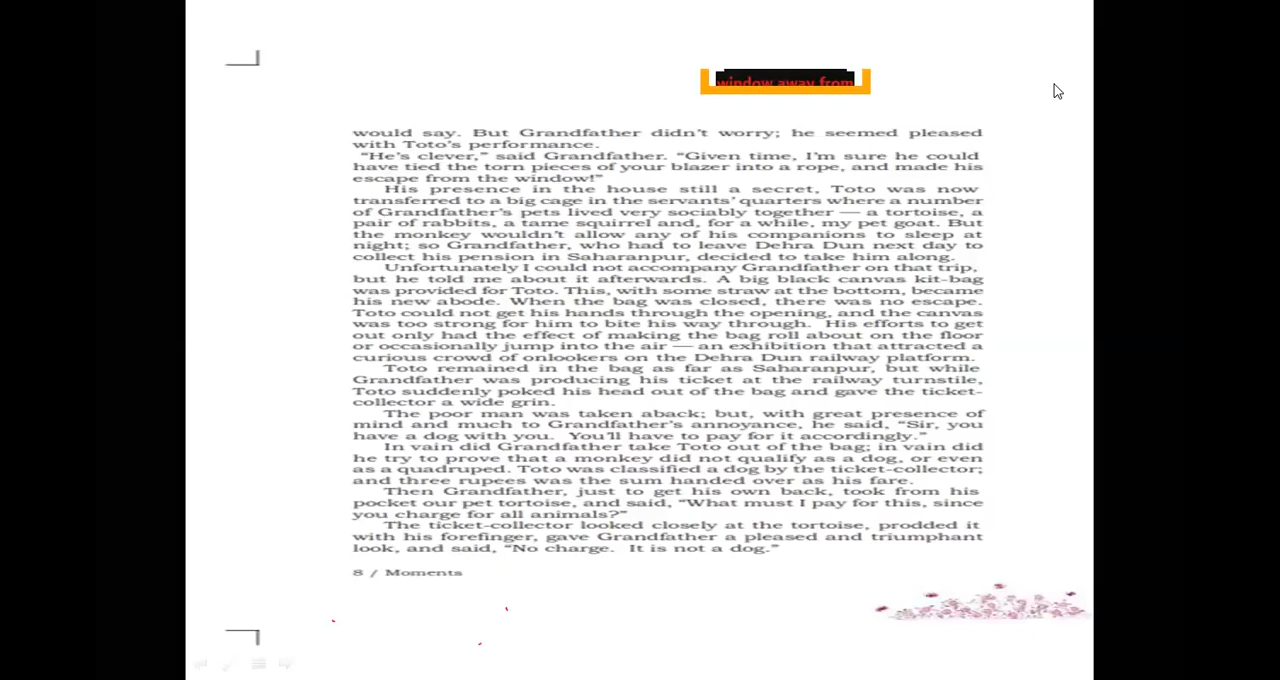 window away from
would say. But Grandfather didn't worry; he seemed pleased
with Toto's performance.
"He's clever," said Grandfather. "Given time, I'm sure he could
have tied the torn pieces of your blazer into a rope, and made his
escape from the window!"
His presence in the house still a secret, Toto was now
transferred to a big cage in the servants' quarters where a number
of Grandfather's pets lived very sociably together — a tortoise, a
pair of rabbits, a tame squirrel and, for a while, my pet goat. But
the monkey wouldn't allow any of his companions to sleep at
night; so Grandfather, who had to leave Dehra Dun next day to
collect his pension in Saharanpur, decided to take him along.
Unfortunately I could not accompany Grandfather on that trip,
but he told me about it afterwards. A big black canvas kit-bag
was provided for Toto. This, with some straw at the bottom, became
his new abode. When the bag was closed, there was no escape.
Toto could not get his hands through the opening, and the canvas
was too strong for him to bite his way through. His efforts to get
out only had the effect of making the bag roll about on the floor
or occasionally jump into the air — an exhibition that attracted a
curious crowd of onlookers on the Dehra Dun railway platform.
Toto remained in the bag as far as Saharanpur, but while
Grandfather was producing his ticket at the railway turnstile,
Toto suddenly poked his head out of the bag and gave the ticket-
collector a wide grin.
The poor man was taken aback; but, with great presence of
mind and much to Grandfather's annoyance, he said, "Sir, you
have a dog with you. You'll have to pay for it accordingly."
In vain did Grandfather take Toto out of the bag; in vain did
he try to prove that a monkey did not qualify as a dog, or even
as a quadruped. Toto was classified a dog by the ticket-collector;
and three rupees was the sum handed over as his fare.
Then Grandfather, just to get his own back, took from his
pocket our pet tortoise, and said, "What must I pay for this, since
you charge for all animals?"
The ticket-collector looked closely at the tortoise, prodded it
with his forefinger, gave Grandfather a pleased and triumphant
look, and said, "No charge. It is not a dog."
8 / Moments